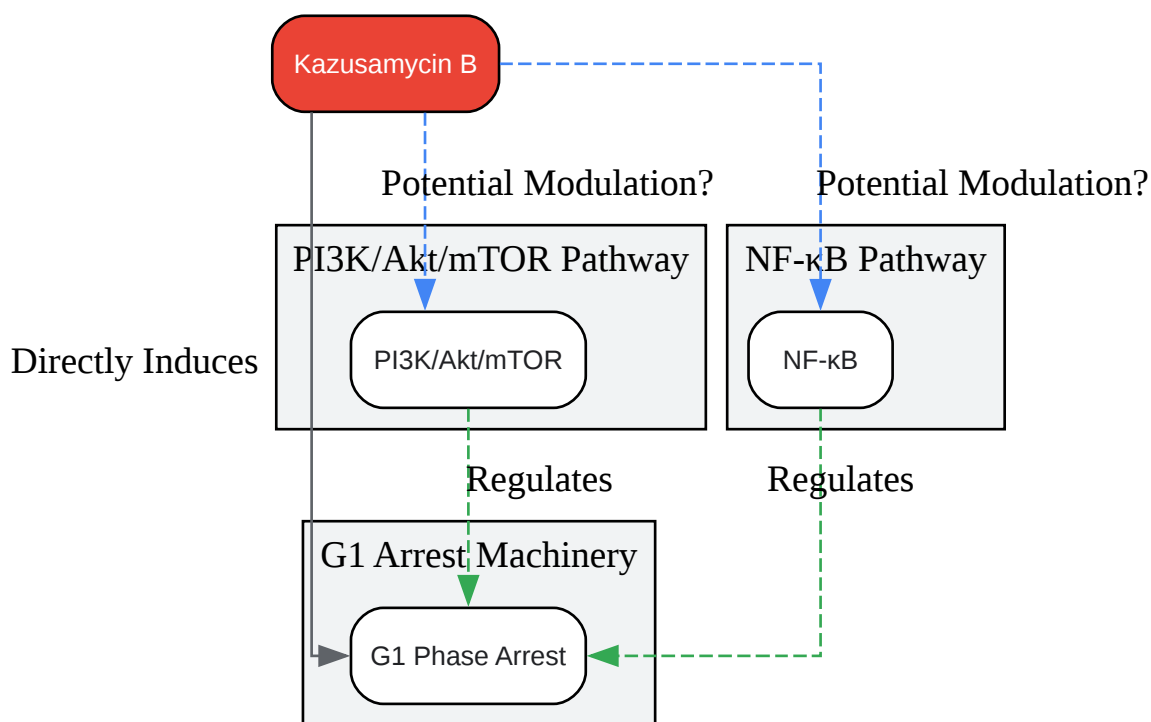 Kazusamycin B
Potential Modulation?
Potential Modulation?
PI3K/Akt/mTOR Pathway
NF-κB Pathway
PI3K/Akt/mTOR
NF-κB
Directly Induces
Regulates
Regulates
G1 Arrest Machinery
G1 Phase Arrest